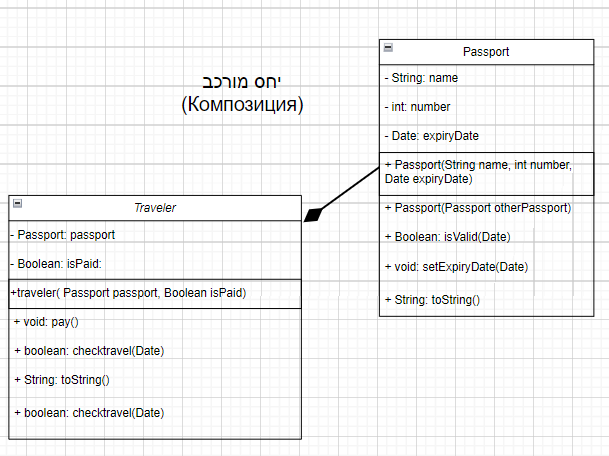 יחס מורכב
(Композиция)
Passport
- String: name
- int: number
- Date: expiryDate
+ Passport(String name, int number,
Date expiryDate)
+ Passport(Passport otherPassport)
+ Boolean: isValid(Date)
+ void: setExpiryDate(Date)
+ String: toString()
Traveler
- Passport: passport
- Boolean: isPaid:
+traveler( Passport passport, Boolean isPaid)
+ void: pay()
+ boolean: checktravel(Date)
+ String: toString()
+ boolean: checktravel(Date)